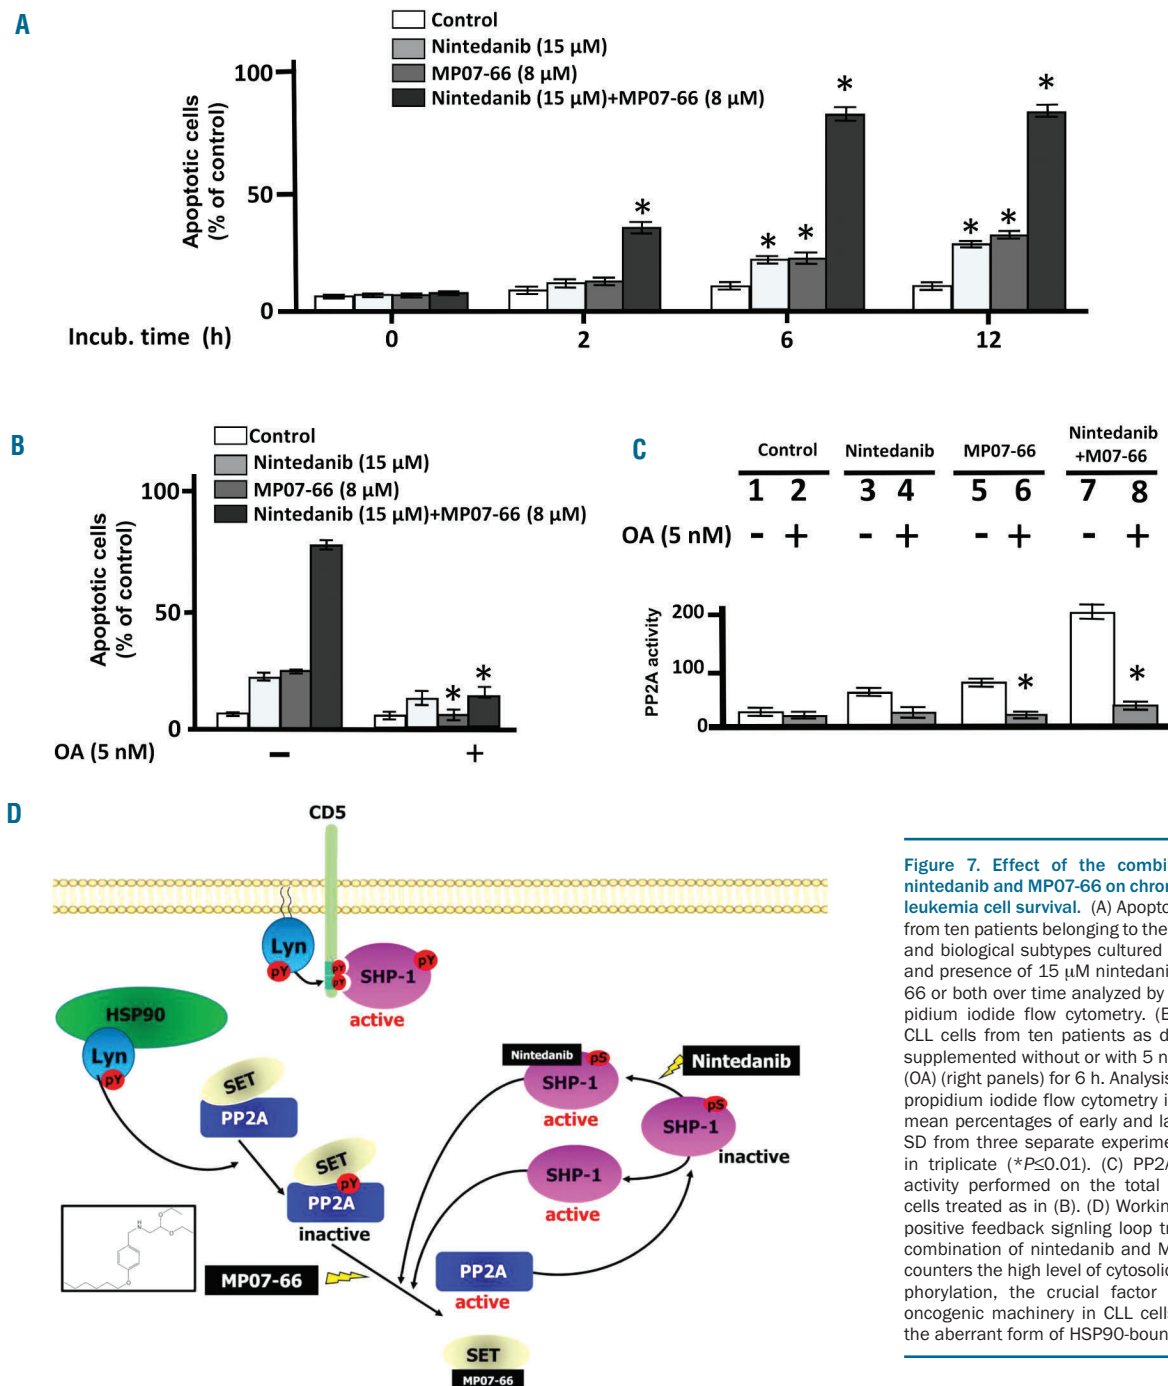 A
Control
Nintedanib (15 µM)
MP07-66 (8 µM)
Nintedanib (15 µM)+MP07-66 (8 µM)
Apoptotic cells
(% of control)
100
50
0
*
* * *
* * *
Incub. time (h) 0 2 6 12
B
Control
Nintedanib (15 µM)
MP07-66 (8 µM)
Nintedanib (15 µM)+MP07-66 (8 µM)
Apoptotic cells
(% of control)
100
50
0
* *
OA (5 nM) − +
C
Control Nintedanib MP07-66 Nintedanib
+M07-66
1 2 3 4 5 6 7 8
OA (5 nM) - + - + - + - +
PP2A activity
200
100
0
* *
D
CD5
Lyn
pY
pY
pY
SHP-1
pY
active
HSP90
Lyn
pY
SET
PP2A
SET
pY
PP2A
inactive
MP07-66
Nintedanib
pS
SHP-1
active
Nintedanib
pS
SHP-1
inactive
SHP-1
active
PP2A
active
SET
MP07-66
H
N
O
O
O
Figure 7. Effect of the combin
nintedanib and MP07-66 on chron
leukemia cell survival. (A) Apopto
from ten patients belonging to the
and biological subtypes cultured
and presence of 15 µM nintedani
66 or both over time analyzed by
pidium iodide flow cytometry. (B
CLL cells from ten patients as d
supplemented without or with 5 n
(OA) (right panels) for 6 h. Analysis
propidium iodide flow cytometry i
mean percentages of early and la
SD from three separate experime
in triplicate (*P≤0.01). (C) PP2A
activity performed on the total
cells treated as in (B). (D) Working
positive feedback signling loop tr
combination of nintedanib and M
counters the high level of cytosolic
phorylation, the crucial factor
oncogenic machinery in CLL cells
the aberrant form of HSP90-boun